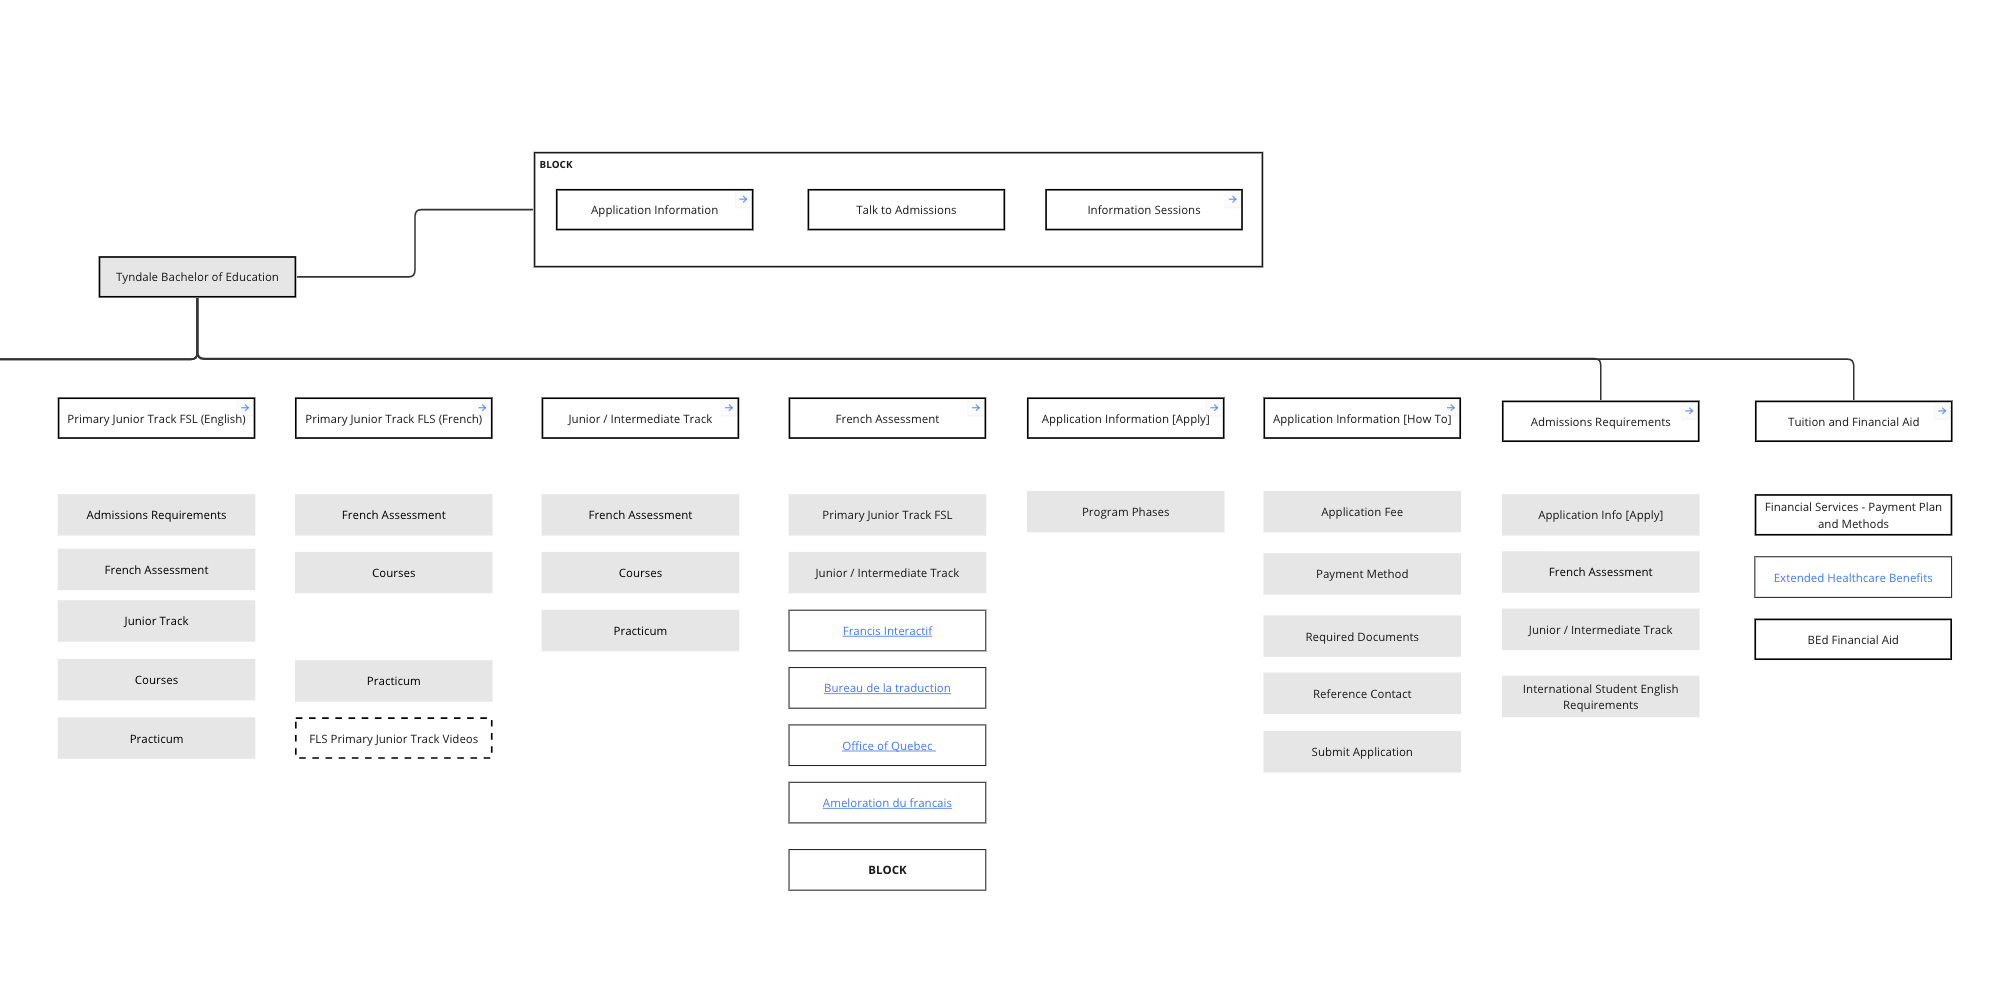 BLOCK
Application Information
Talk to Admissions
Information Sessions
Tyndale Bachelor of Education
Primary Junior Track FSL (English)
Primary Junior Track FLS (French)
Junior / Intermediate Track
French Assessment
Application Information [Apply]
Application Information [How To]
Admissions Requirements
Tuition and Financial Aid
Admissions Requirements
French Assessment
Junior Track
Courses
Practicum
French Assessment
Courses
Practicum
FLS Primary Junior Track Videos
French Assessment
Courses
Practicum
Primary Junior Track FSL
Junior / Intermediate Track
Francis Interactif
Bureau de la traduction
Office of Quebec
Ameloration du francais
BLOCK
Program Phases
Application Fee
Payment Method
Required Documents
Reference Contact
Submit Application
Application Info [Apply]
French Assessment
Junior / Intermediate Track
International Student English
Requirements
Financial Services - Payment Plan
and Methods
Extended Healthcare Benefits
BEd Financial Aid